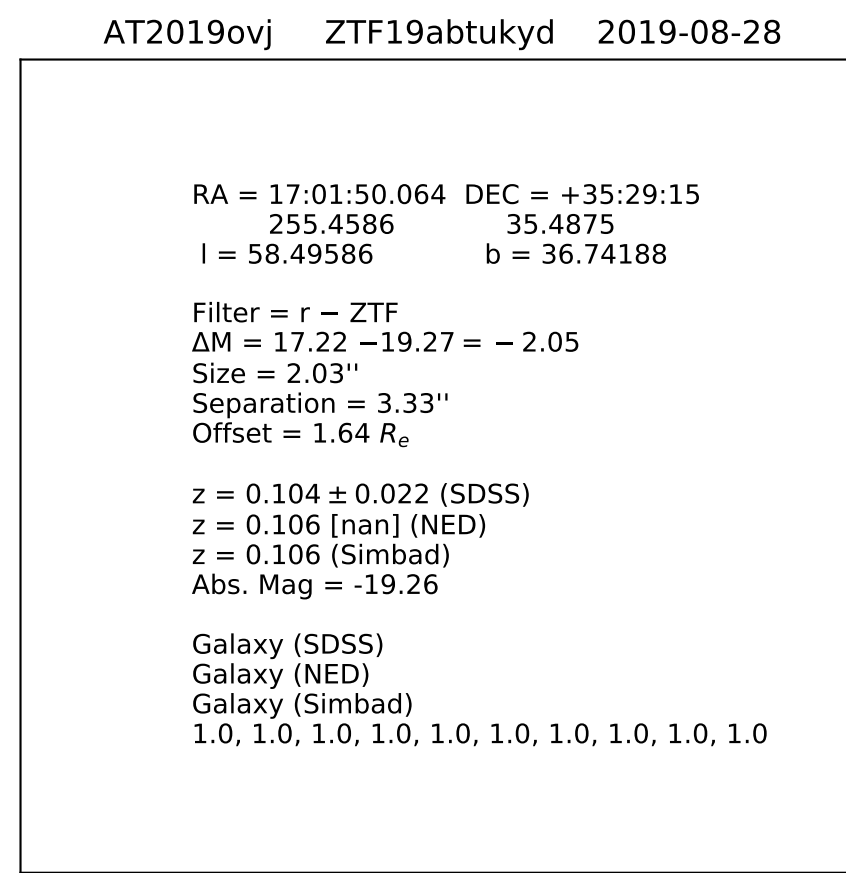 AT2019ovj ZTF19abtukyd 2019-08-28
RA = 17:01:50.064 DEC = +35:29:15
255.4586 35.4875
l = 58.49586 b = 36.74188
Filter = r − ZTF
ΔM = 17.22 −19.27 = − 2.05
Size = 2.03''
Separation = 3.33''
Offset = 1.64 Re
z = 0.104 ± 0.022 (SDSS)
z = 0.106 [nan] (NED)
z = 0.106 (Simbad)
Abs. Mag = -19.26
Galaxy (SDSS)
Galaxy (NED)
Galaxy (Simbad)
1.0, 1.0, 1.0, 1.0, 1.0, 1.0, 1.0, 1.0, 1.0, 1.0